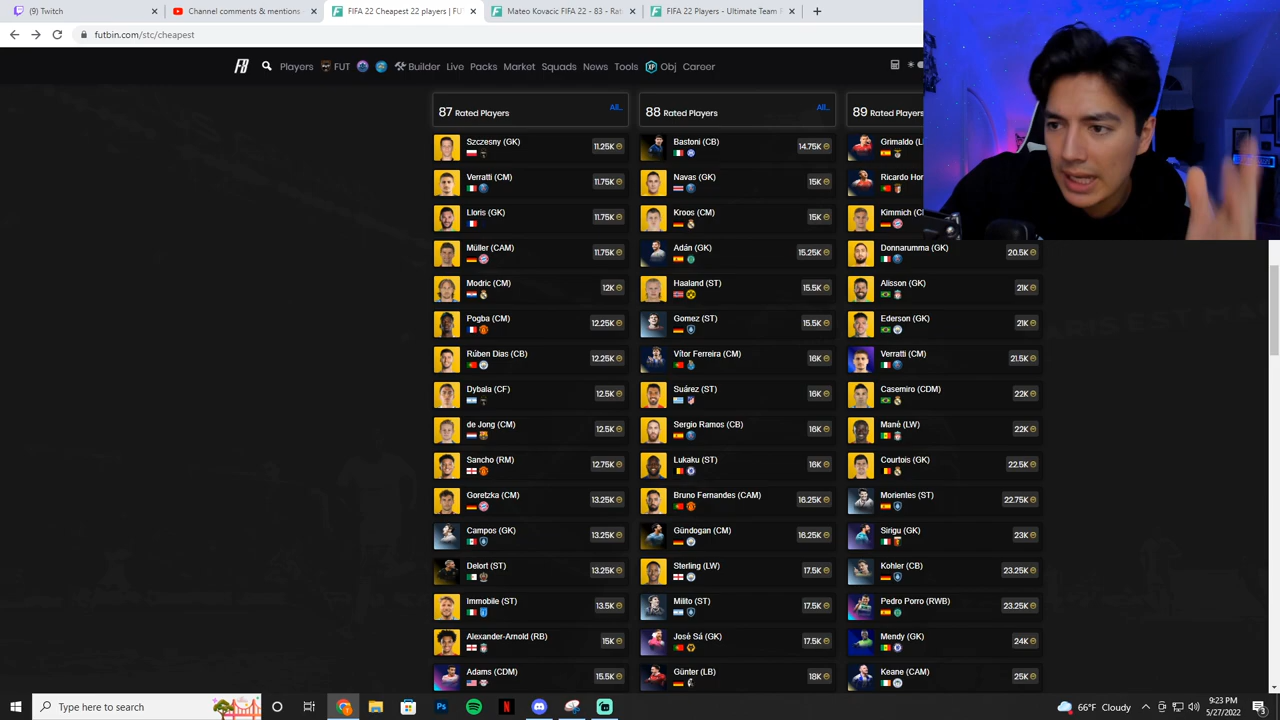 (9) Twitch
Channel comments & mentions
FIFA 22 Cheapest 22 players | FU
Mateo Kovacic FIFA 22 - 83 - Rat
FIFA 22 Players - Ultimate Team
futbin.com/stc/cheapest
FB Players FUT Builder Live Packs Market Squads News Tools XP Obj Career
87 Rated Players All..
88 Rated Players All..
89 Rated Players
Szczesny (GK) 11.25K
Bastoni (CB) 14.75K
Grimaldo
Verratti (CM) 11.75K
Navas (GK) 15K
Ricardo
Lloris (GK) 11.75K
Kroos (CM) 15K
Kimmich
Müller (CAM) 11.75K
Adán (GK) 15.25K
Donnarumma (GK) 20.5K
Modric (CM) 12K
Haaland (ST) 15.5K
Alisson (GK) 21K
Pogba (CM) 12.25K
Gomez (ST) 15.5K
Ederson (GK) 21K
Rúben Dias (CB) 12.25K
Vítor Ferreira (CM) 16K
Verratti (CM) 21.5K
Dybala (CF) 12.5K
Suárez (ST) 16K
Casemiro (CDM) 22K
de Jong (CM) 12.5K
Sergio Ramos (CB) 16K
Mané (LW) 22K
Sancho (RM) 12.75K
Lukaku (ST) 16K
Courtois (GK) 22.5K
Goretzka (CM) 13.25K
Bruno Fernandes (CAM) 16.25K
Morientes (ST) 22.75K
Campos (GK) 13.25K
Gündogan (CM) 16.25K
Sirigu (GK) 23K
Delort (ST) 13.25K
Sterling (LW) 17.5K
Kohler (CB) 23.25K
Immobile (ST) 13.5K
Milito (ST) 17.5K
Pedro Porro (RWB) 23.25K
Alexander-Arnold (RB) 15K
José Sá (GK) 17.5K
Mendy (GK) 24K
Adams (CDM) 15.5K
Günter (LB) 18K
Keane (CAM) 25K
Type here to search
66°F Cloudy
9:23 PM
5/27/2022